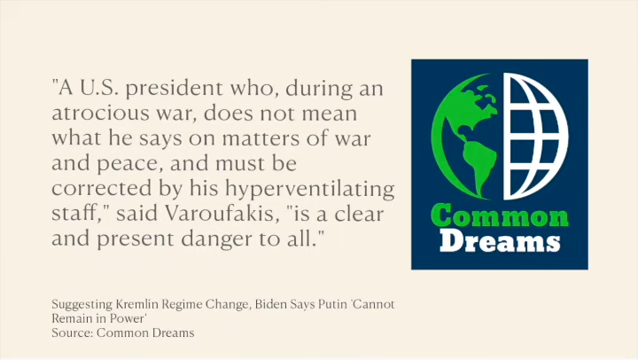 "A U.S. president who, during an
atrocious war, does not mean
what he says on matters of war
and peace, and must be
corrected by his hyperventilating
staff," said Varoufakis, "is a clear
and present danger to all."
Common
Dreams
Suggesting Kremlin Regime Change, Biden Says Putin 'Cannot
Remain in Power'
Source: Common Dreams